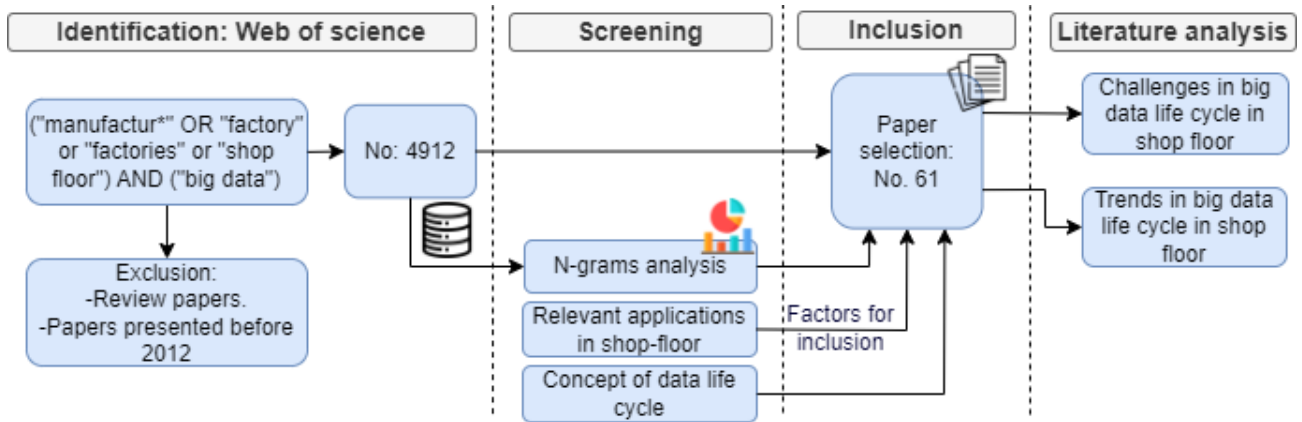 Identification: Web of science
Screening
Inclusion
Literature analysis
("manufactur*" OR "factory"
or "factories" or "shop
floor") AND ("big data")
No: 4912
Exclusion:
-Review papers.
-Papers presented before
2012
N-grams analysis
Relevant applications
in shop-floor
Concept of data life
cycle
Factors for
inclusion
Paper
selection:
No. 61
Challenges in big
data life cycle in
shop floor
Trends in big data
life cycle in shop
floor